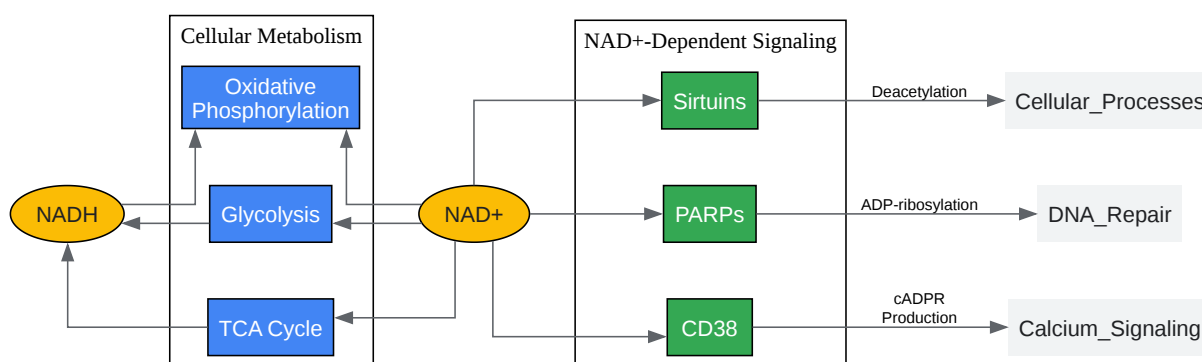 Cellular Metabolism
NAD+-Dependent Signaling
Oxidative
Phosphorylation
Sirtuins
Deacetylation
Cellular_Processes
NADH
Glycolysis
NAD+
PARPs
ADP-ribosylation
DNA_Repair
TCA Cycle
CD38
cADPR
Production
Calcium_Signaling